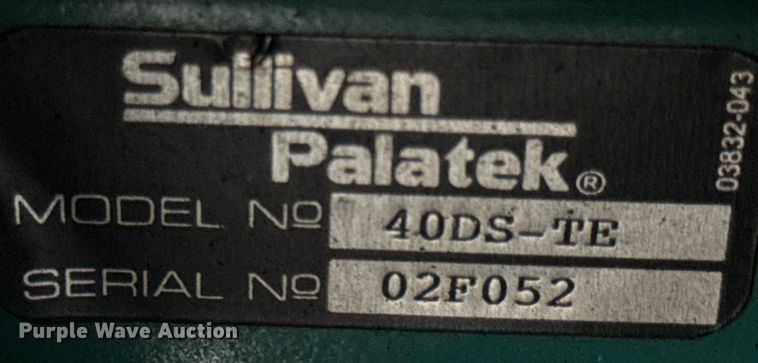 Sullivan
Palatek®
MODEL Nº 40DS-TE
SERIAL Nº 02F052
03832-043
Purple Wave Auction